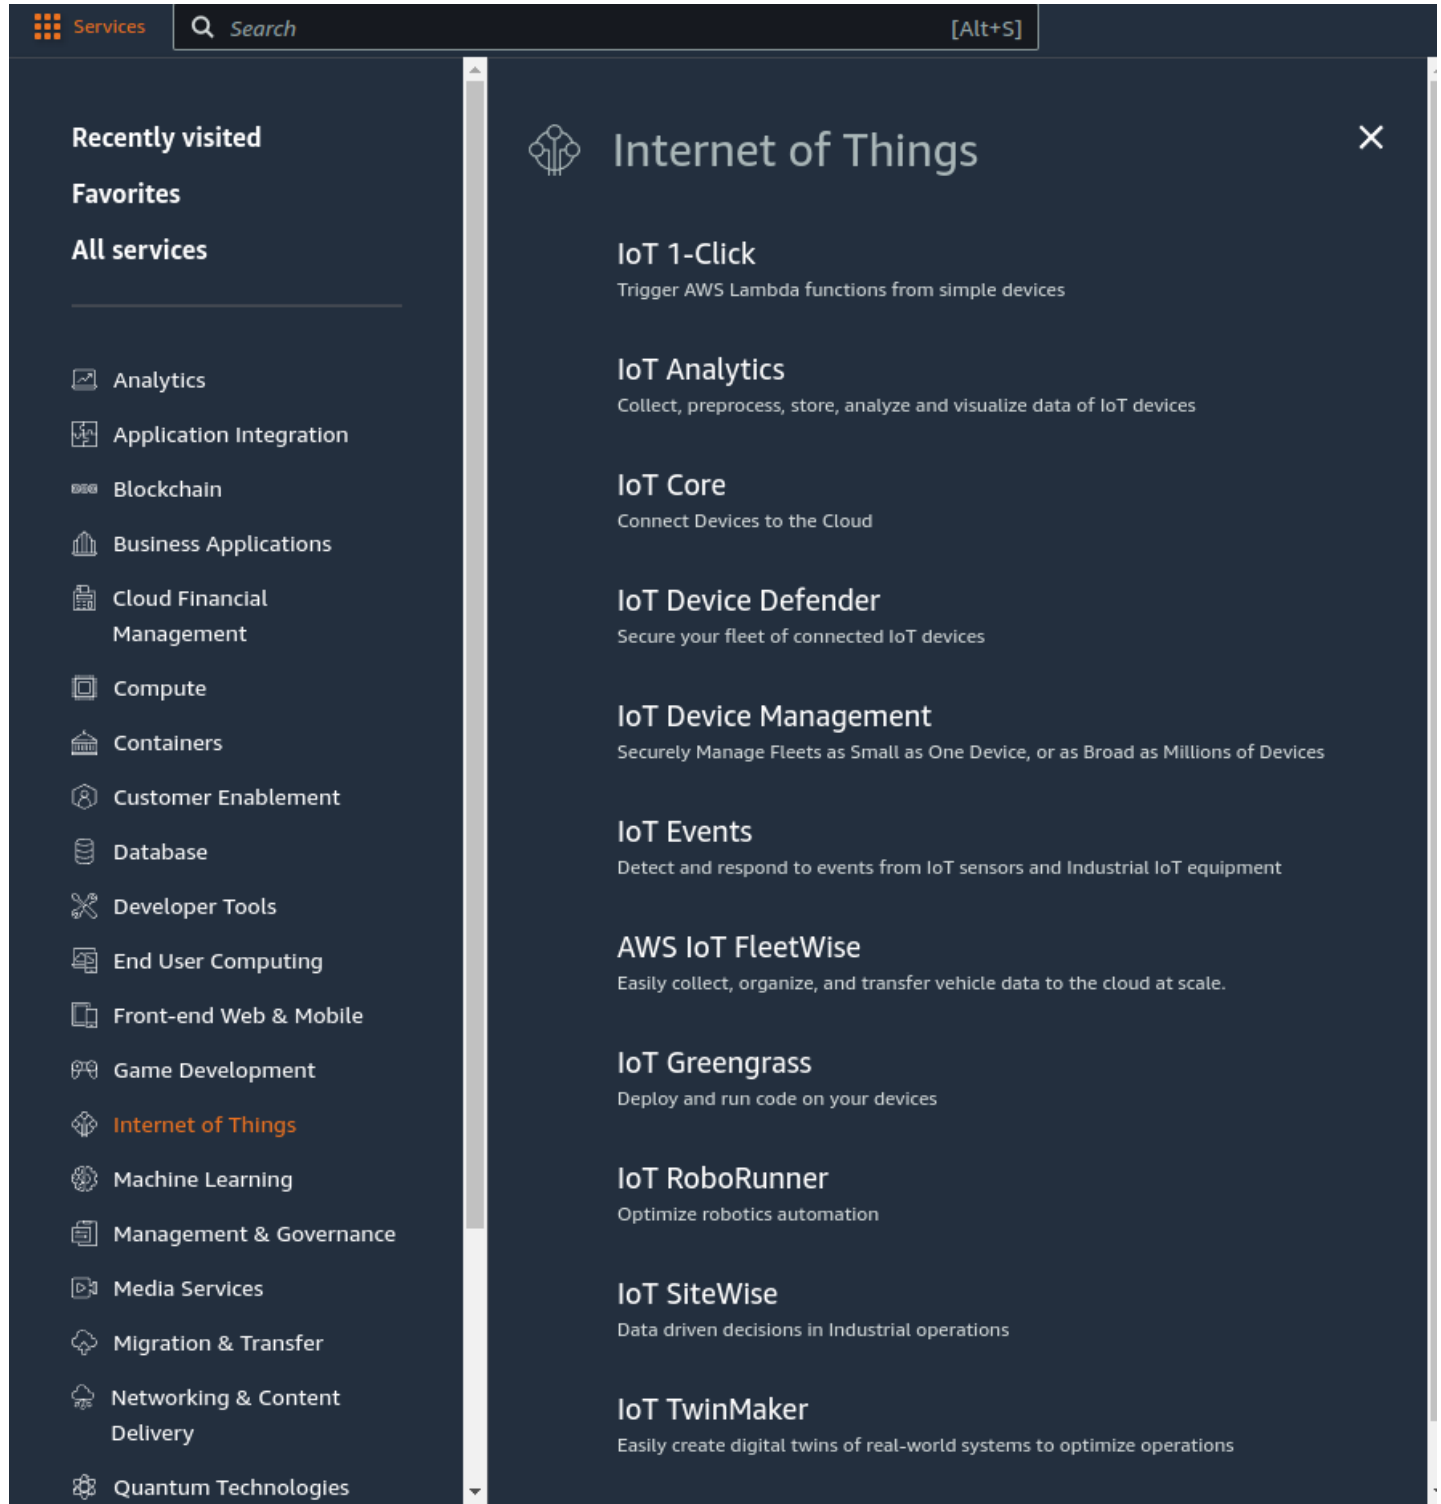 Services
Search
[Alt+S]
Recently visited
Favorites
All services
Analytics
Application Integration
Blockchain
Business Applications
Cloud Financial
Management
Compute
Containers
Customer Enablement
Database
Developer Tools
End User Computing
Front-end Web & Mobile
Game Development
Internet of Things
Machine Learning
Management & Governance
Media Services
Migration & Transfer
Networking & Content
Delivery
Quantum Technologies
Internet of Things
IoT 1-Click
Trigger AWS Lambda functions from simple devices
IoT Analytics
Collect, preprocess, store, analyze and visualize data of IoT devices
IoT Core
Connect Devices to the Cloud
IoT Device Defender
Secure your fleet of connected IoT devices
IoT Device Management
Securely Manage Fleets as Small as One Device, or as Broad as Millions of Devices
IoT Events
Detect and respond to events from IoT sensors and Industrial IoT equipment
AWS IoT FleetWise
Easily collect, organize, and transfer vehicle data to the cloud at scale.
IoT Greengrass
Deploy and run code on your devices
IoT RoboRunner
Optimize robotics automation
IoT SiteWise
Data driven decisions in Industrial operations
IoT TwinMaker
Easily create digital twins of real-world systems to optimize operations